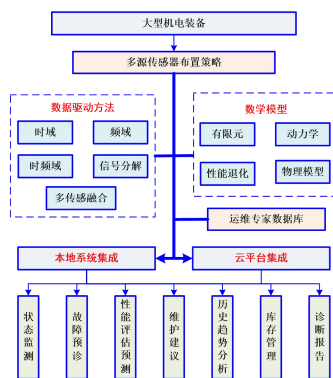 大型机电装备
多源传感器布置策略
数据驱动方法
时域
频域
时频域
信号分解
多传感融合
数学模型
有限元
动力学
性能退化
物理模型
运维专家数据库
本地系统集成
云平台集成
状态监测
故障预诊
性能评估预测
维护建议
历史趋势分析
库存管理
诊断报告